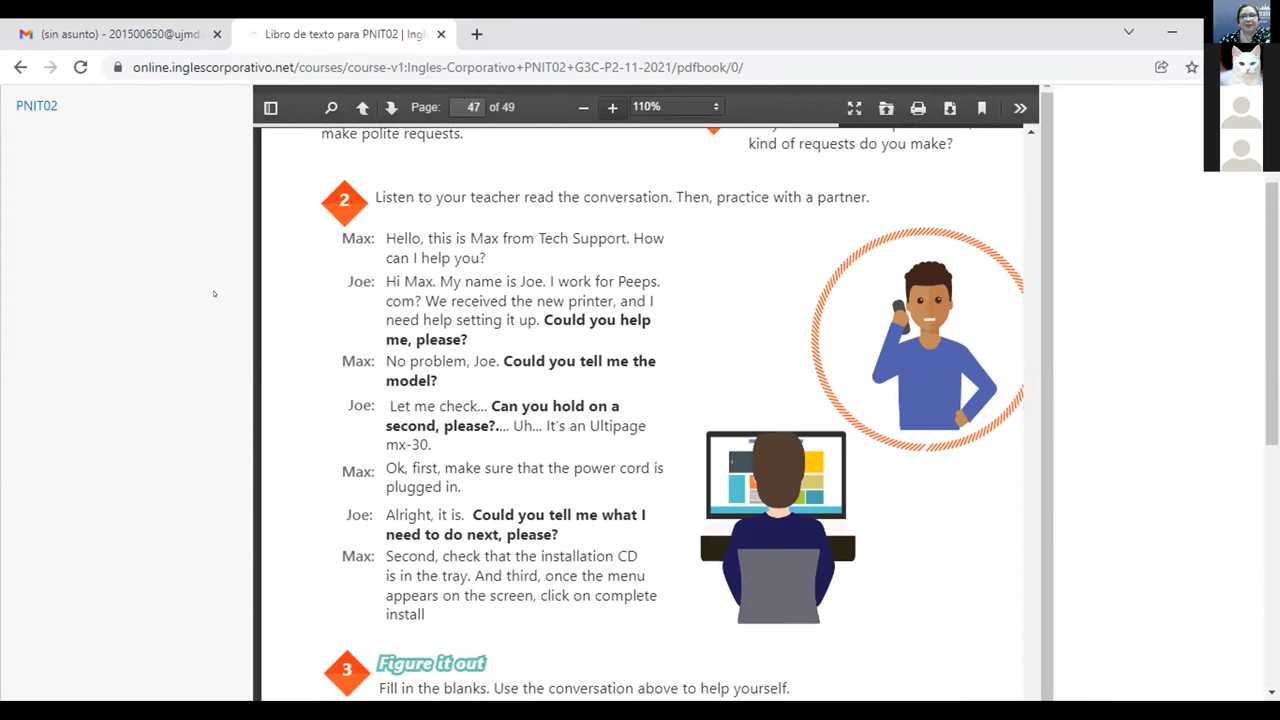 (sin asunto) - 201500650@ujmd
Libro de texto para PNIT02 | Ingl
online.inglescorporativo.net/courses/course-v1:Ingles-Corporativo+PNIT02+G3C-P2-11-2021/pdfbook/0/
PNIT02
Page: 47 of 49
110%
make polite requests.
kind of requests do you make?
2 Listen to your teacher read the conversation. Then, practice with a partner.
Max: Hello, this is Max from Tech Support. How
can I help you?
Joe: Hi Max. My name is Joe. I work for Peeps.
com? We received the new printer, and I
need help setting it up. Could you help
me, please?
Max: No problem, Joe. Could you tell me the
model?
Joe: Let me check... Can you hold on a
second, please?.... Uh... It's an Ultipage
mx-30.
Max: Ok, first, make sure that the power cord is
plugged in.
Joe: Alright, it is. Could you tell me what I
need to do next, please?
Max: Second, check that the installation CD
is in the tray. And third, once the menu
appears on the screen, click on complete
install
3 Figure it out
Fill in the blanks. Use the conversation above to help yourself.